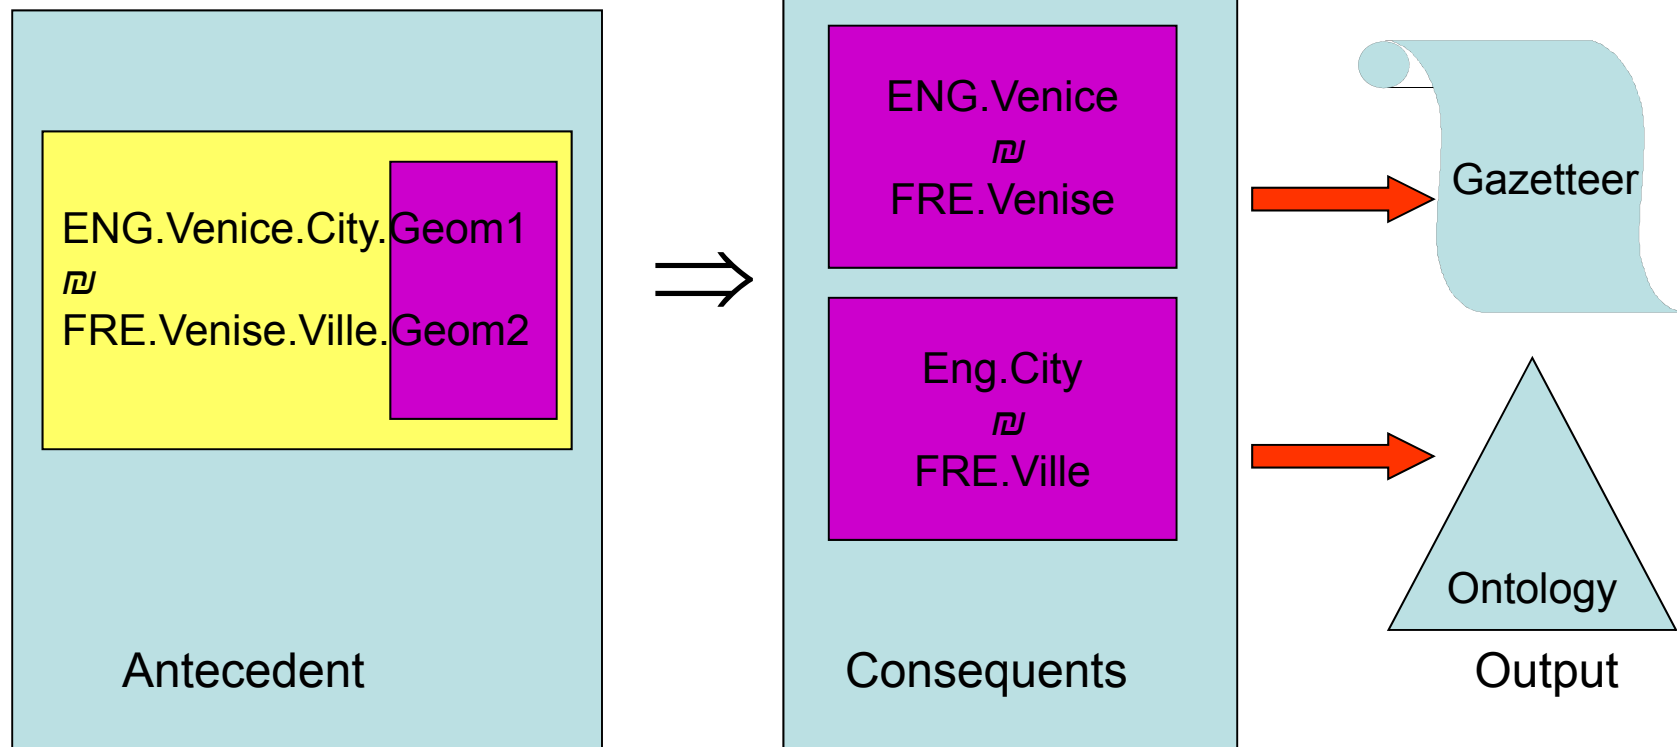 ENG.Venice.City.Geom1
₪
FRE.Venise.Ville.Geom2
Antecedent
⇒
ENG.Venice
₪
FRE.Venise
Eng.City
₪
FRE.Ville
Consequents
Gazetteer
Ontology
Output